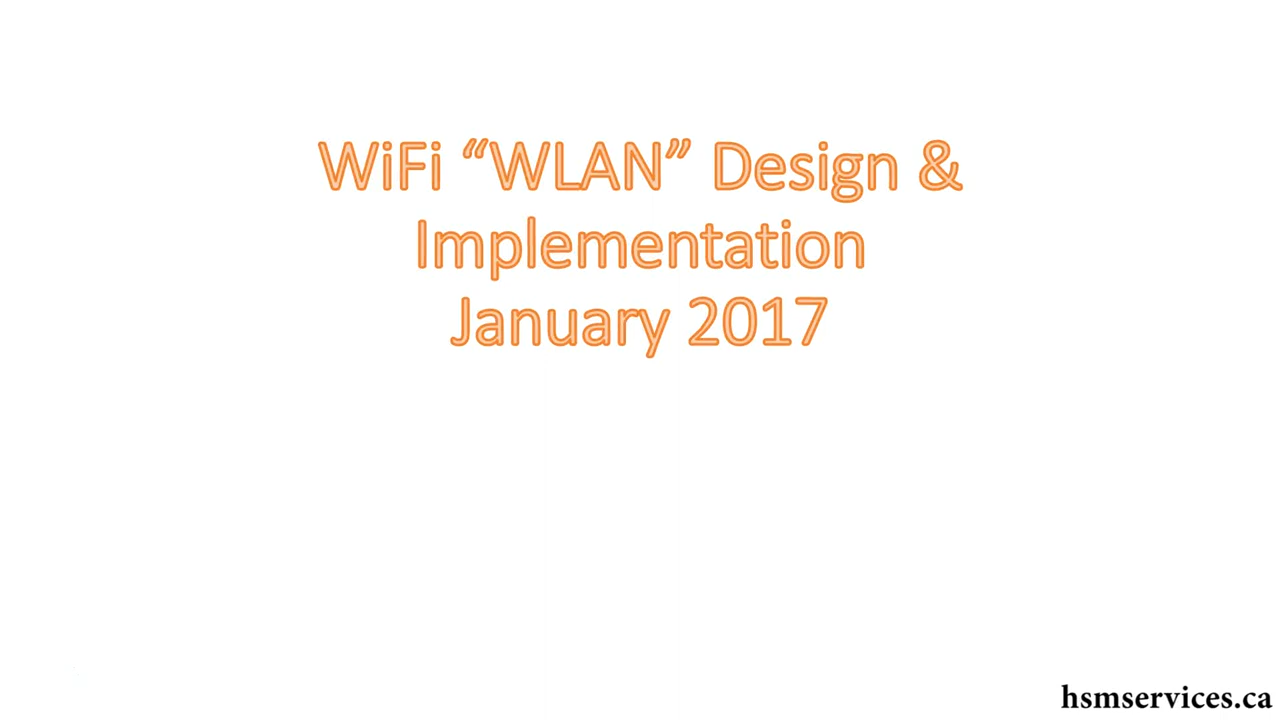 WiFi “WLAN” Design &
Implementation
January 2017
hsmservices.ca